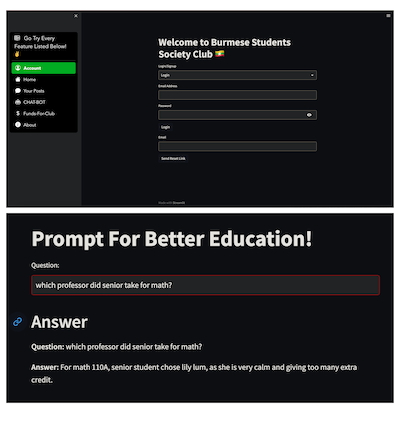 Go Try Every
Feature Listed Below!
Account
Home
Your Posts
CHAT-BOT
Funds-For-Club
About
Welcome to Burmese Students
Society Club
Login/Signup
Login
Email Address
Password
Login
Email
Send Reset Link
Made with Streamlit
Prompt For Better Education!
Question:
which professor did senior take for math?
Answer
Question: which professor did senior take for math?
Answer: For math 110A, senior student chose lily lum, as she is very calm and giving too many extra
credit.